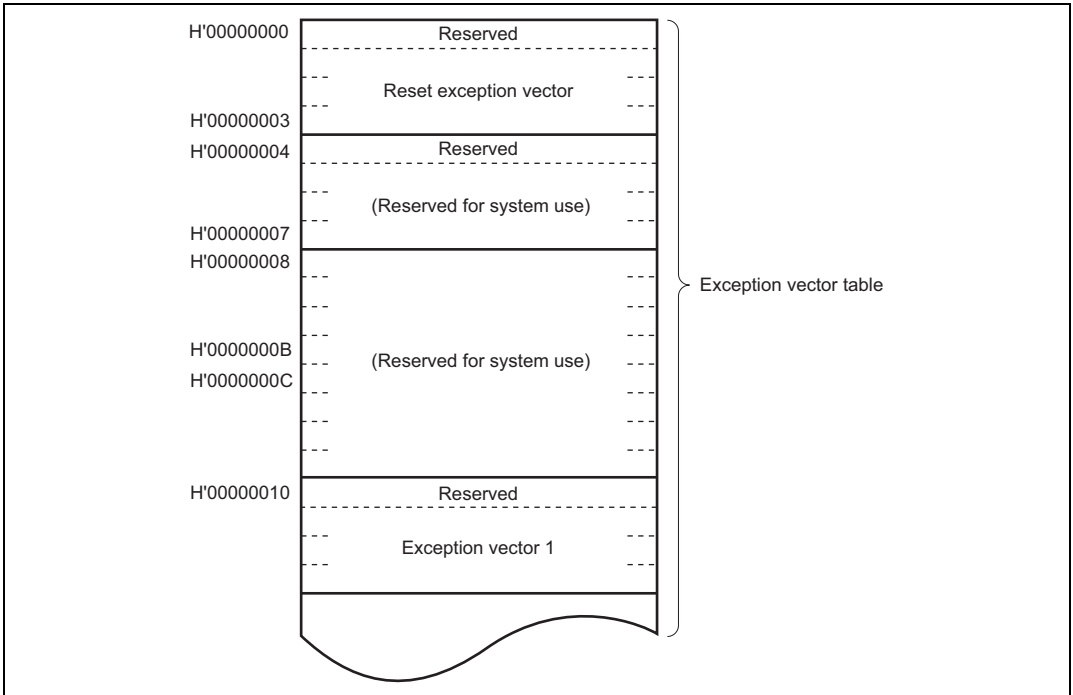 H'00000000
Reserved
Reset exception vector
H'00000003
H'00000004
Reserved
(Reserved for system use)
H'00000007
H'00000008
Exception vector table
H'0000000B
(Reserved for system use)
H'0000000C
H'00000010
Reserved
Exception vector 1